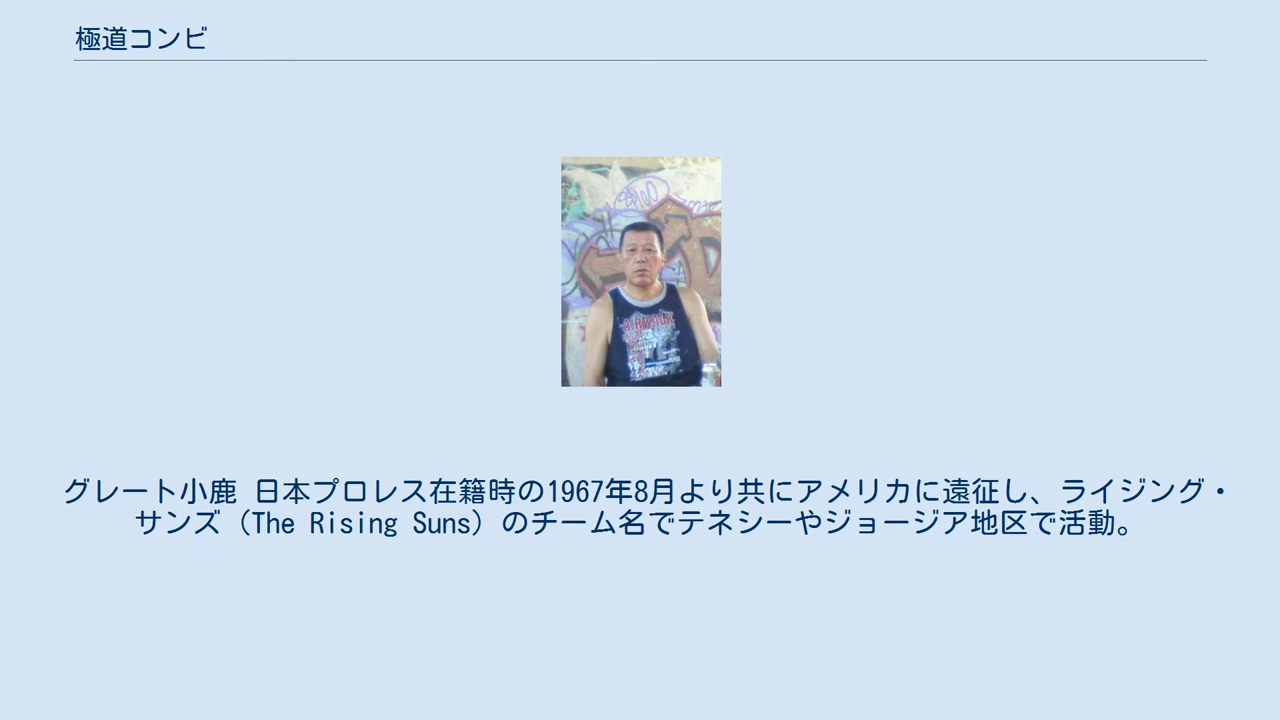 極道コンビ
グレート小鹿 日本プロレス在籍時の1967年8月より共にアメリカに遠征し、ライジング・
サンズ（The Rising Suns）のチーム名でテネシーやジョージア地区で活動。